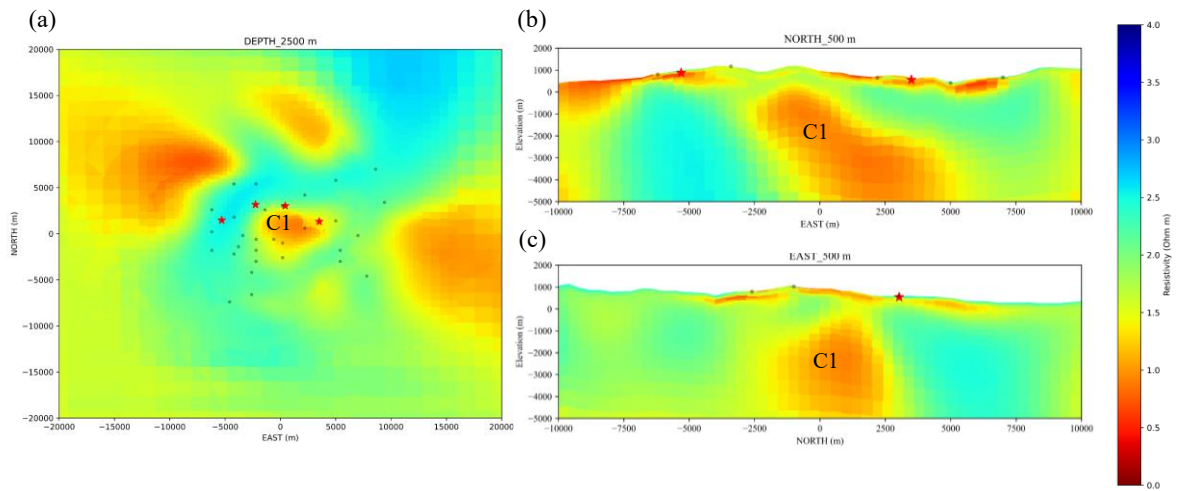 (a)
DEPTH_2500 m
20000
15000
10000
5000
0
−5000
−10000
−15000
−20000
NORTH (m)
C1
−20000 −15000 −10000 −5000 0 5000 10000 15000 20000
EAST (m)
(b)
NORTH_500 m
2000
1000
0
−1000
−2000
−3000
−4000
−5000
Elevation (m)
C1
−10000 −7500 −5000 −2500 0 2500 5000 7500 10000
EAST (m)
(c)
EAST_500 m
2000
1000
0
−1000
−2000
−3000
−4000
−5000
Elevation (m)
C1
−10000 −7500 −5000 −2500 0 2500 5000 7500 10000
NORTH (m)
4.0
3.5
3.0
2.5
2.0
1.5
1.0
0.5
0.0
Resistivity (Ohm m)